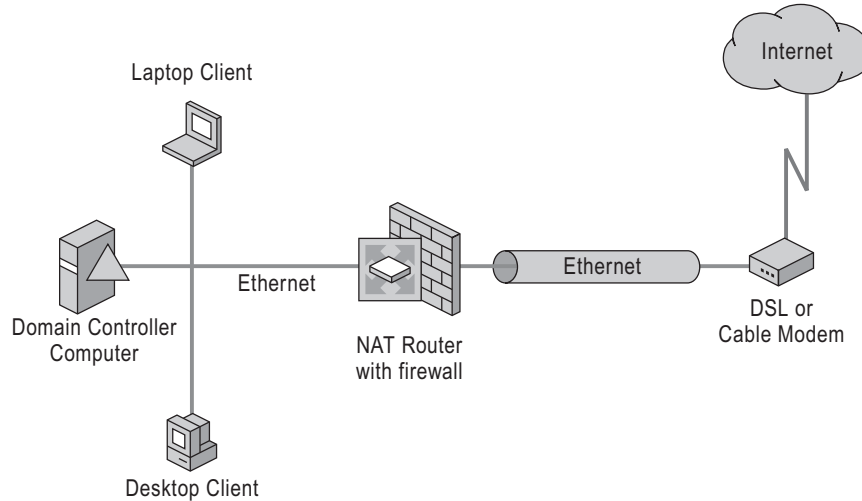 Internet
Laptop Client
Ethernet
Ethernet
Domain Controller
Computer
NAT Router
with firewall
DSL or
Cable Modem
Desktop Client